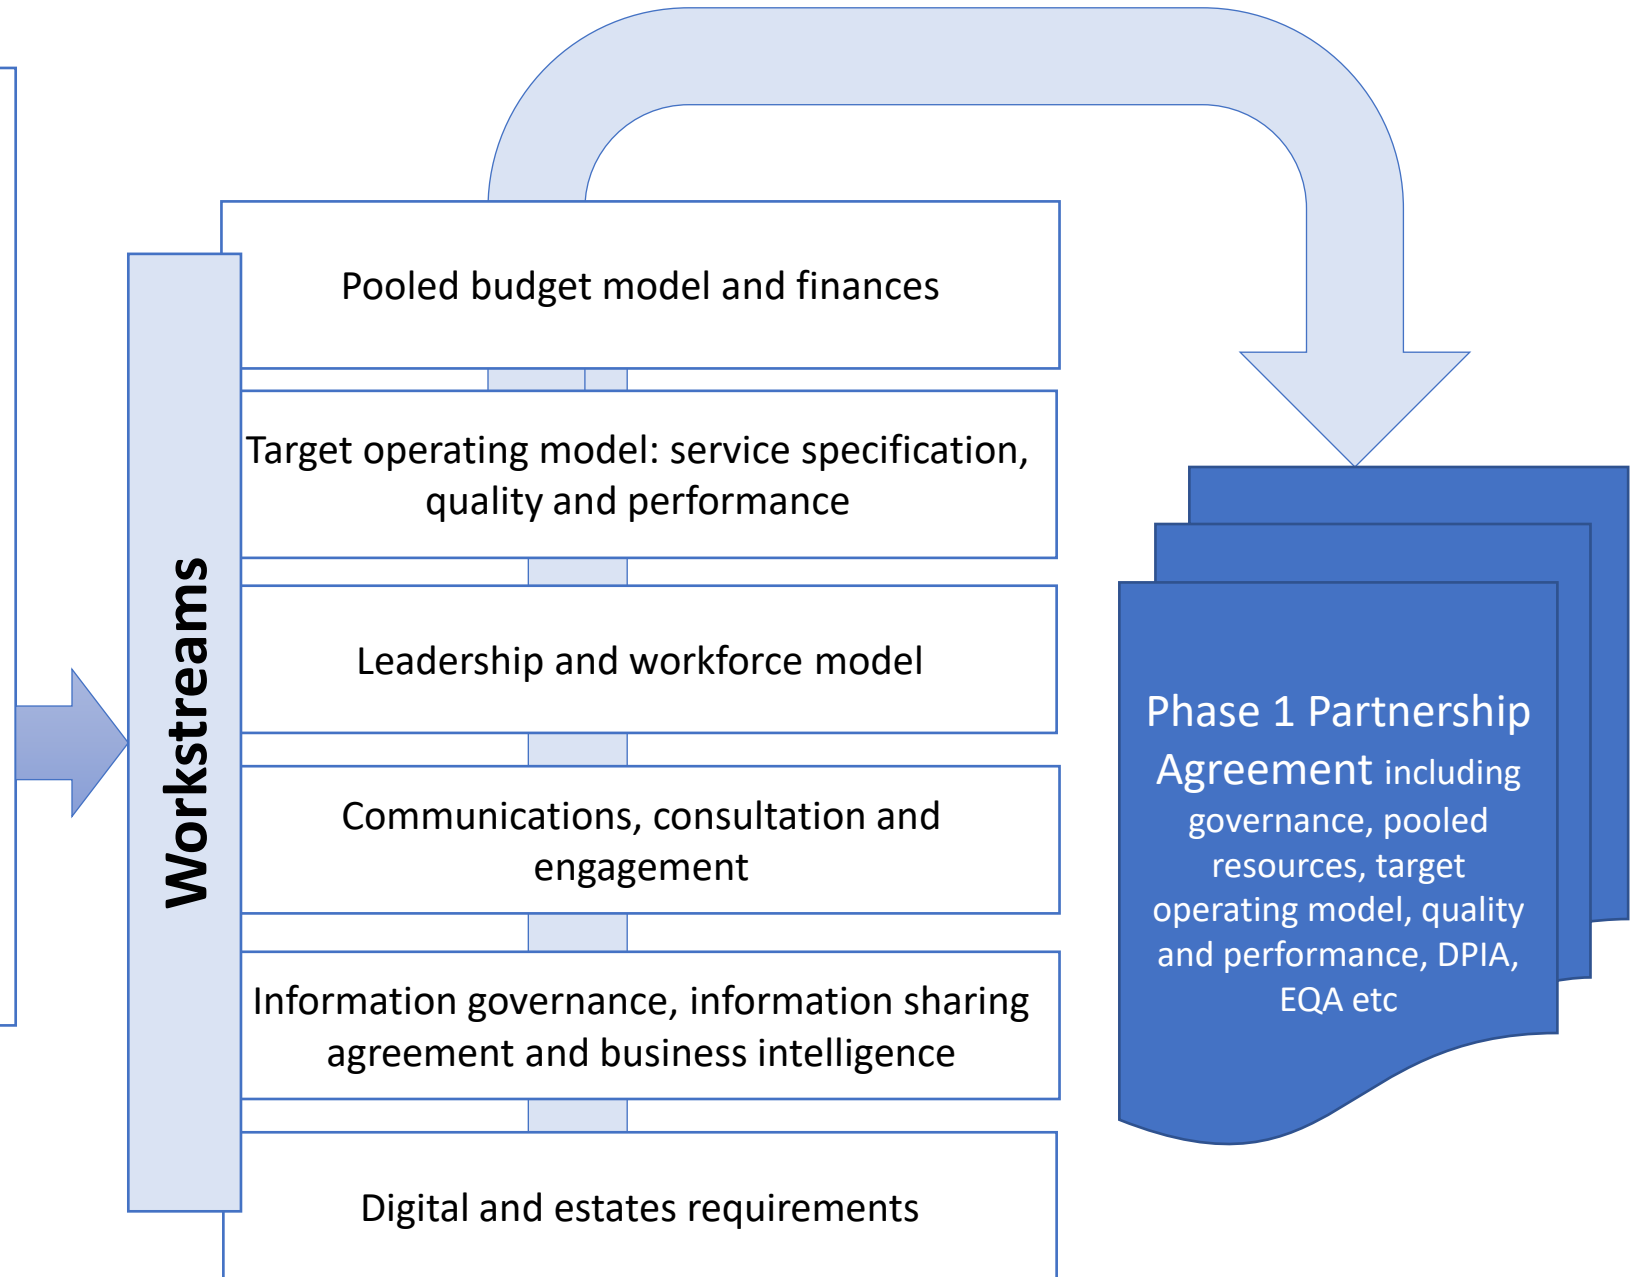 Workstreams
Pooled budget model and finances
Target operating model: service specification,
quality and performance
Leadership and workforce model
Communications, consultation and
engagement
Information governance, information sharing
agreement and business intelligence
Digital and estates requirements
Phase 1 Partnership
Agreement including
governance, pooled
resources, target
operating model, quality
and performance, DPIA,
EQA etc